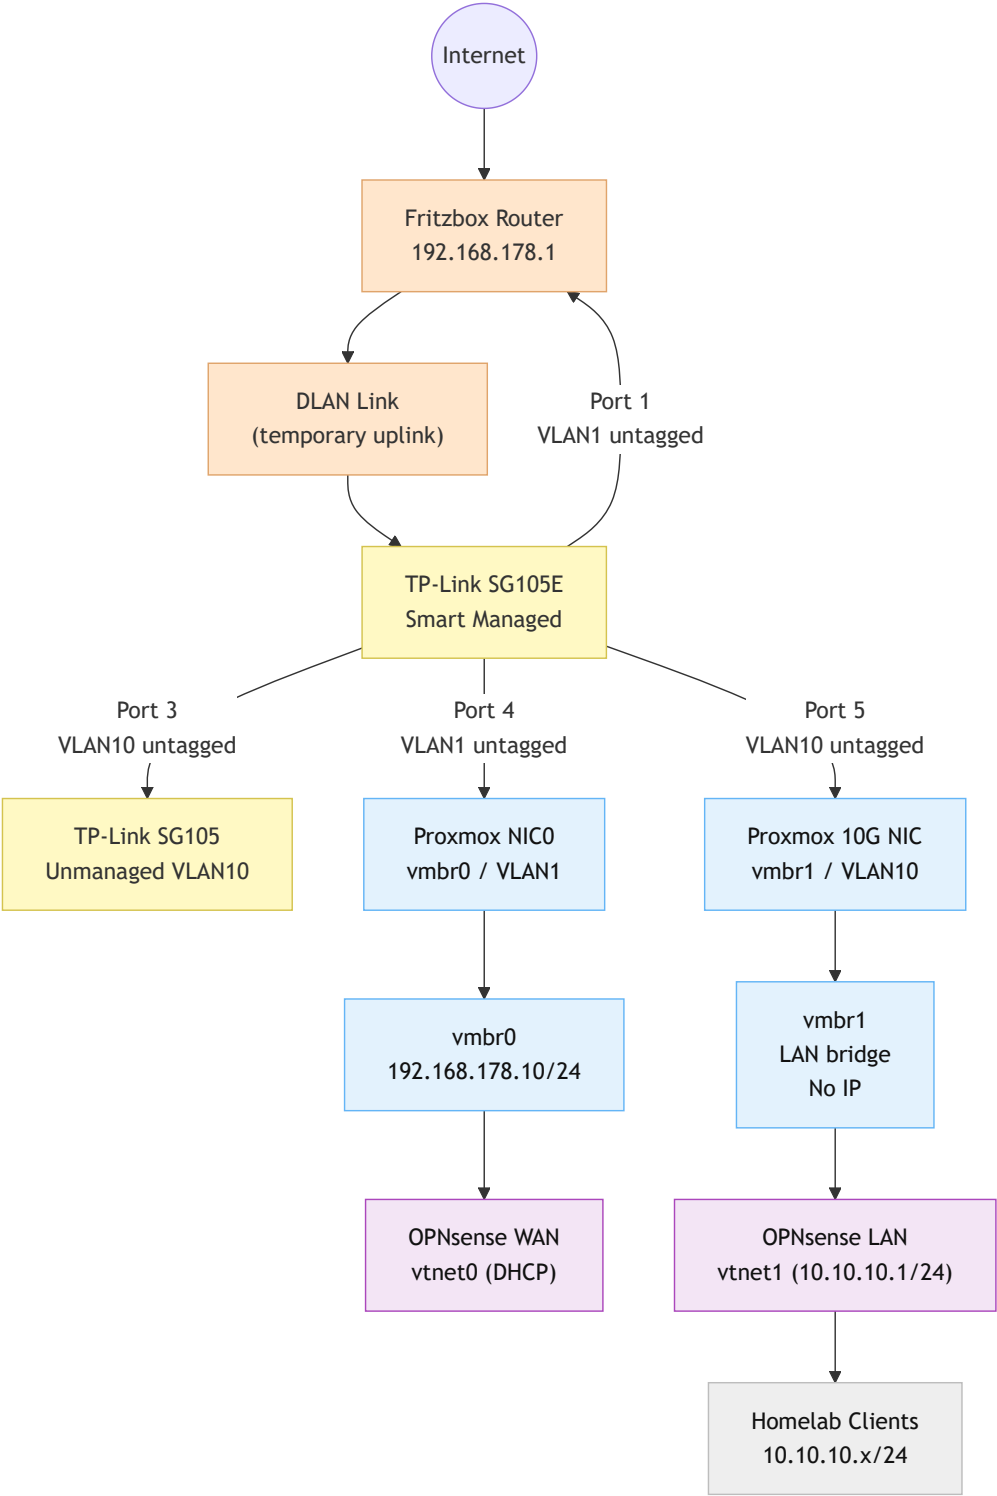 Internet
Fritzbox Router
192.168.178.1
DLAN Link
(temporary uplink)
Port 1
VLAN1 untagged
TP-Link SG105E
Smart Managed
Port 3
VLAN10 untagged
Port 4
VLAN1 untagged
Port 5
VLAN10 untagged
TP-Link SG105
Unmanaged VLAN10
Proxmox NIC0
vmbr0 / VLAN1
Proxmox 10G NIC
vmbr1 / VLAN10
vmbr0
192.168.178.10/24
vmbr1
LAN bridge
No IP
OPNsense WAN
vtnet0 (DHCP)
OPNsense LAN
vtnet1 (10.10.10.1/24)
Homelab Clients
10.10.10.x/24